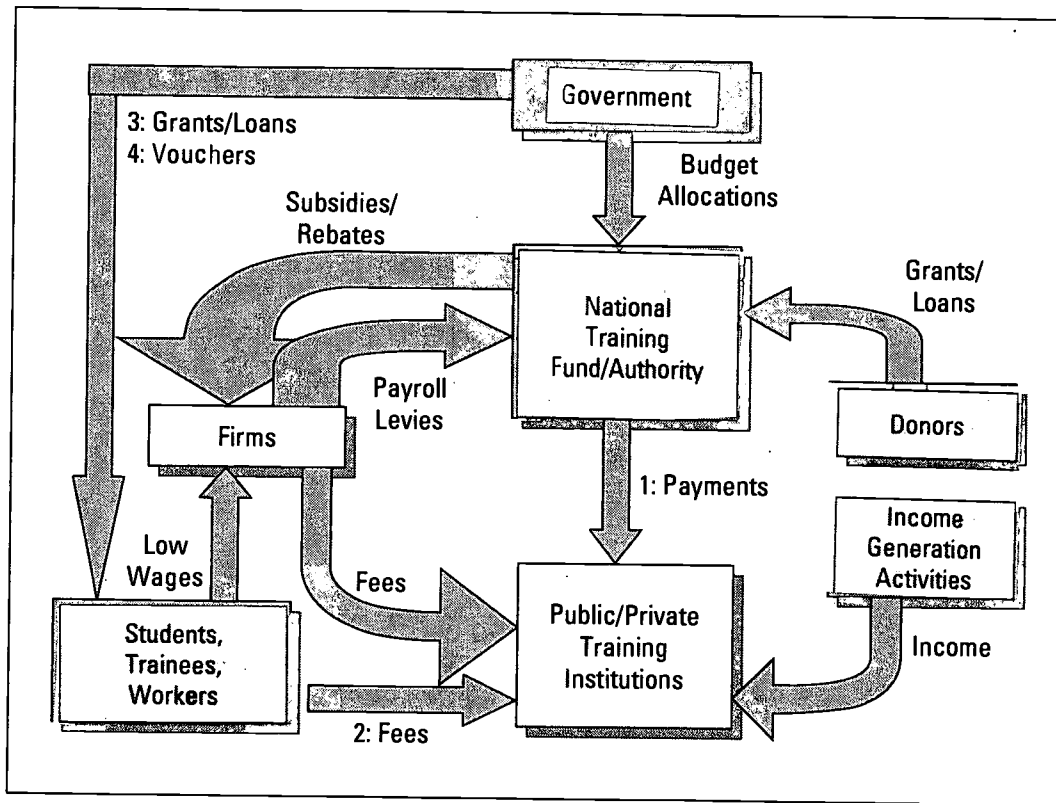 Government
3: Grants/Loans
4: Vouchers
Budget
Allocations
Subsidies/
Rebates
Grants/
Loans
National
Training
Fund/Authority
Payroll
Levies
Firms
Donors
1: Payments
Income
Generation
Activities
Low
Wages
Fees
Public/Private
Training
Institutions
Students,
Trainees,
Workers
Income
2: Fees